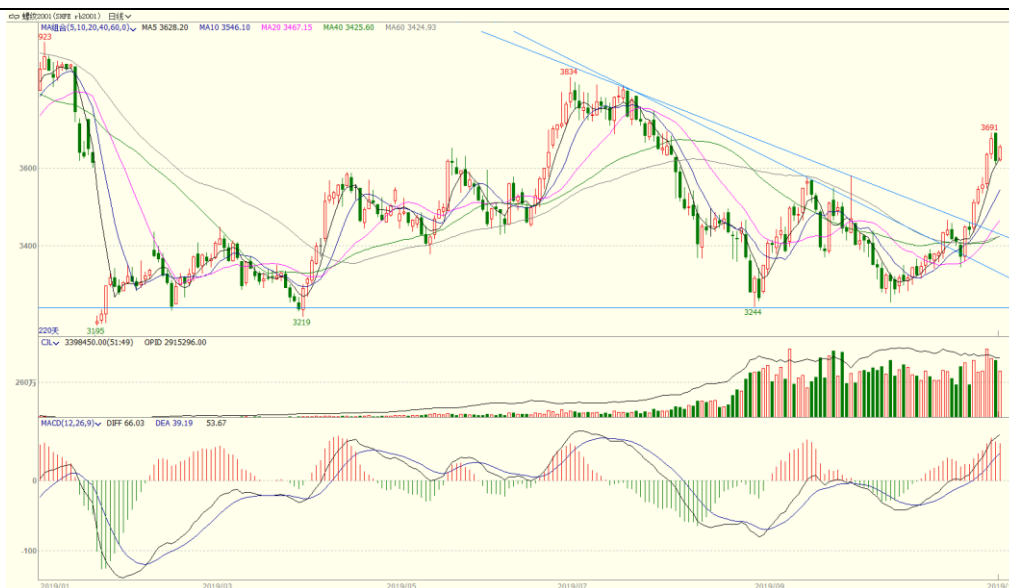 螺纹2001(SHFE rb2001) 日线
MA组合(5,10,20,40,60,0) MA5 3628.20 MA10 3546.10 MA20 3467.15 MA40 3425.60 MA60 3424.93
923
3834
3691
3600
3400
3195
3219
3244
220天
CJL 3398450.00(51:49) OPID 2915296.00
260万
MACD(12,26,9) DIFF 66.03 DEA 39.19 53.67
0
-100
2019/01 2019/03 2019/05 2019/07 2019/09